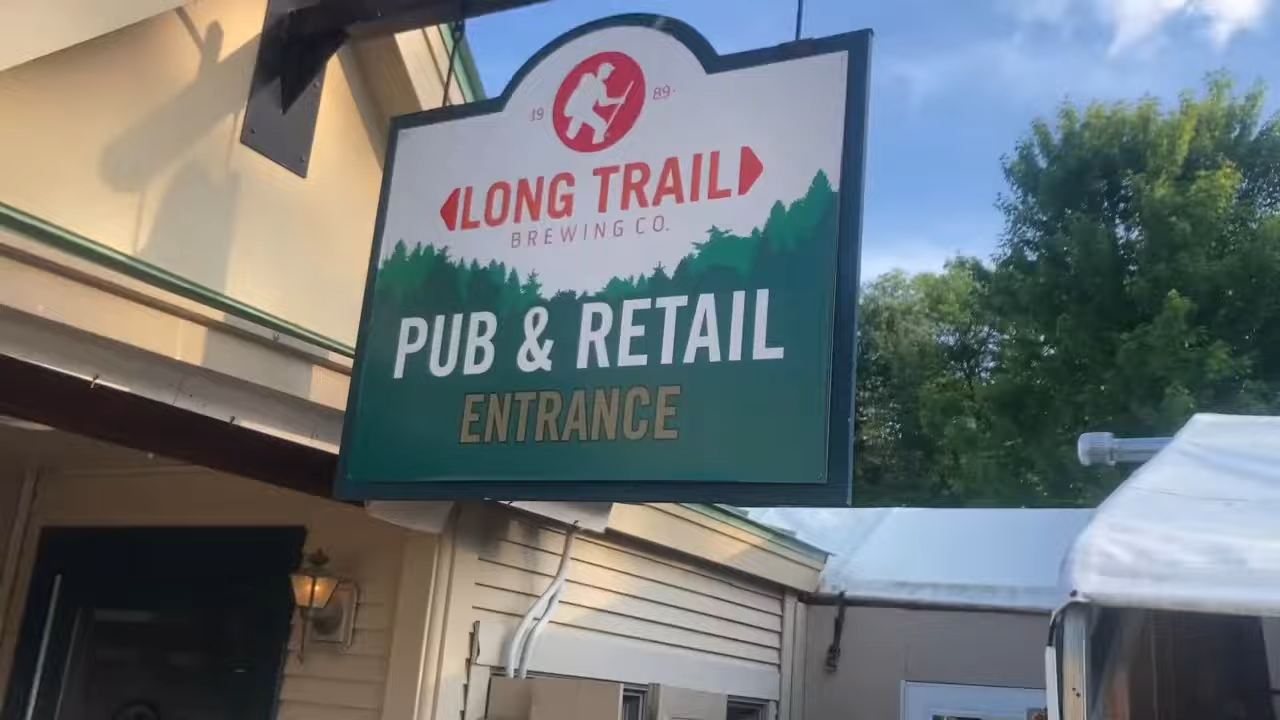 19 89
LONG TRAIL
BREWING CO.
PUB & RETAIL
ENTRANCE